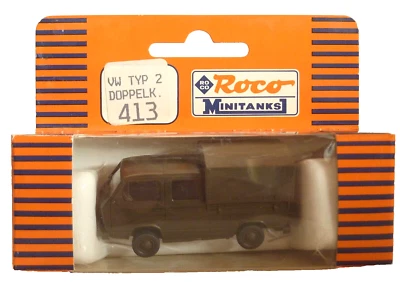 VW TYP 2
DOPPELK.
413
ROCO
Roco
MINITANKS